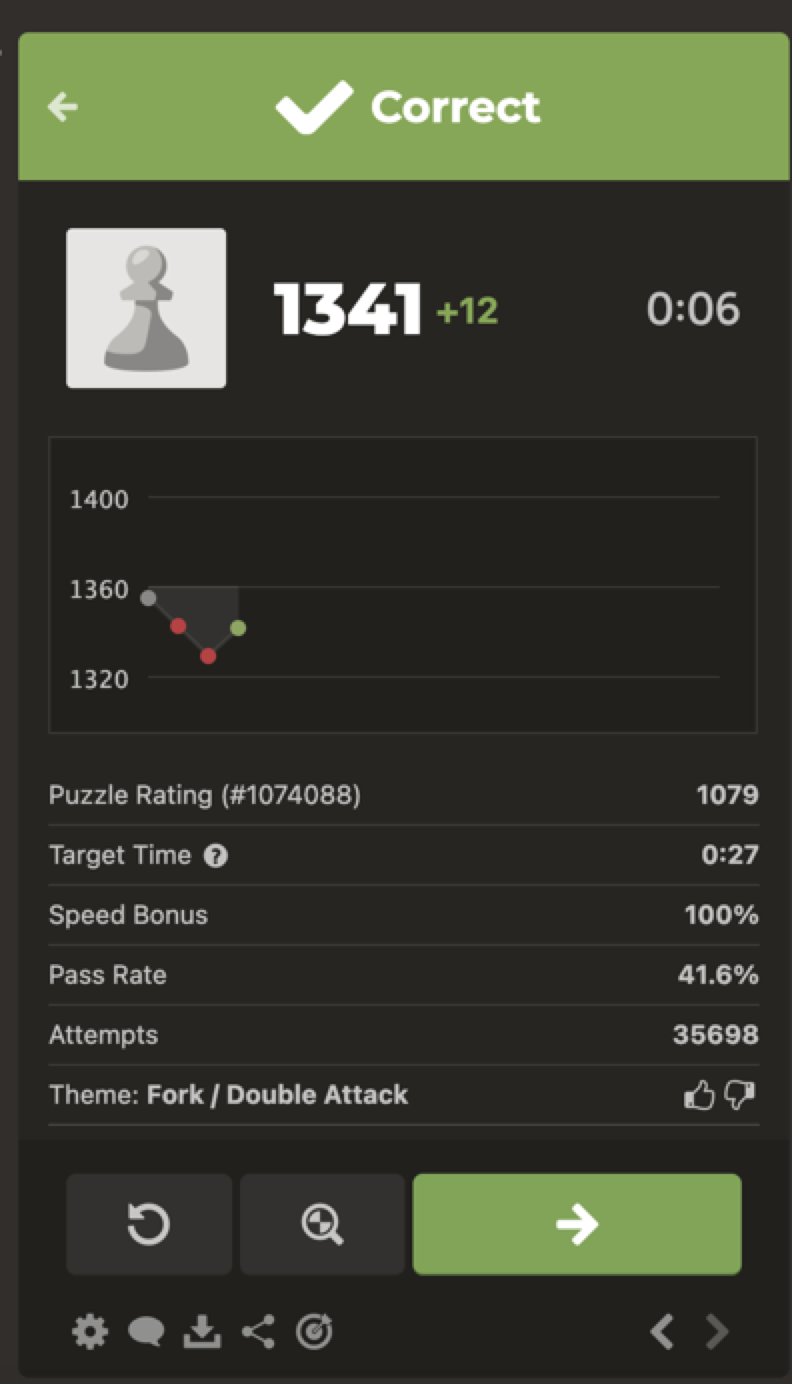 Correct
1341 +12 0:06
1400
1360
1320
Puzzle Rating (#1074088) 1079
Target Time ? 0:27
Speed Bonus 100%
Pass Rate 41.6%
Attempts 35698
Theme: Fork / Double Attack